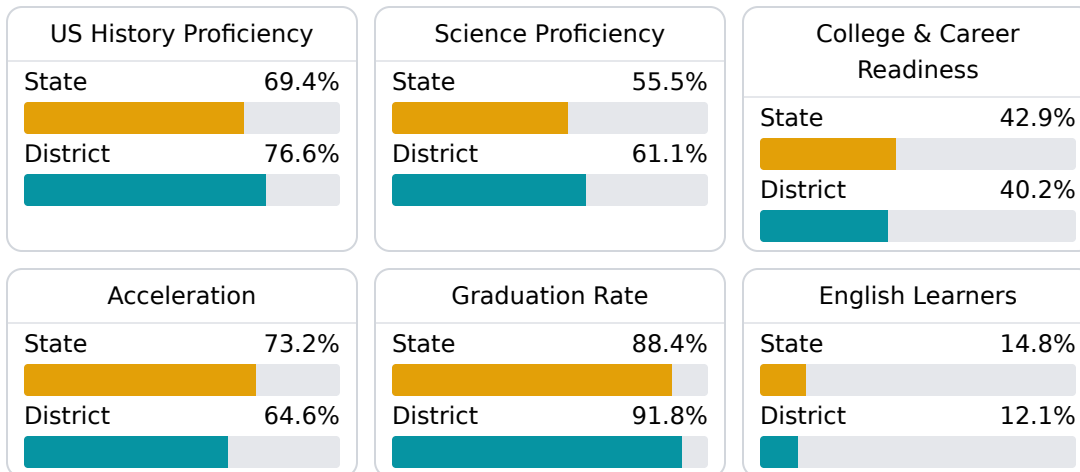 US History Proficiency
State 69.4%
District 76.6%
Science Proficiency
State 55.5%
District 61.1%
College & Career
Readiness
State 42.9%
District 40.2%
Acceleration
State 73.2%
District 64.6%
Graduation Rate
State 88.4%
District 91.8%
English Learners
State 14.8%
District 12.1%